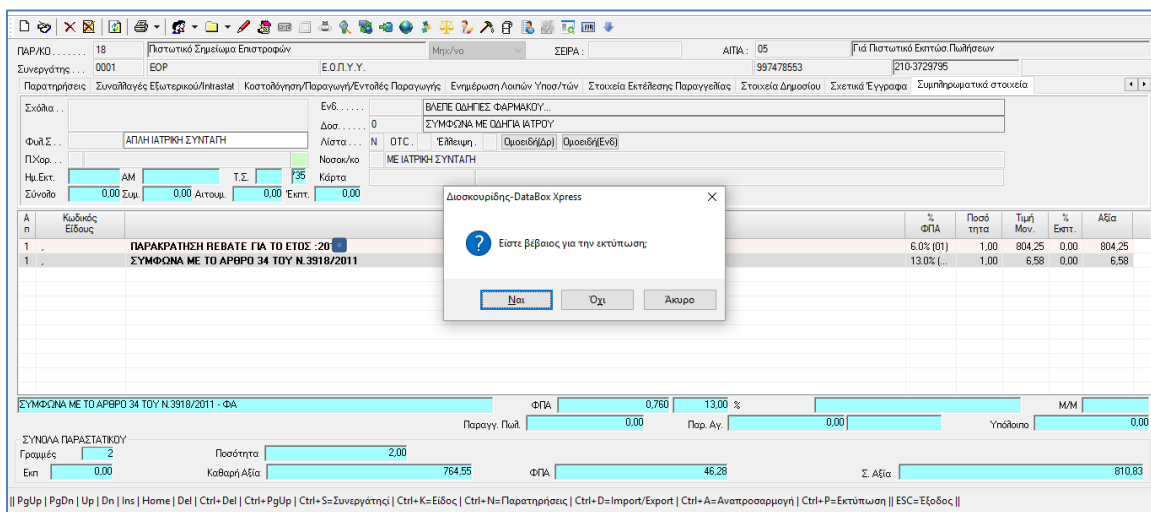 ΠΑΡ/ΚΟ....... 18 Πιστωτικό Σημείωμα Επιστροφών Μηχ/νο ΣΕΙΡΑ : ΑΙΤΙΑ : 05 Γιά Πιστωτικό Εκπτώσ.Πωλήσεων
Συνεργάτης... 0001 EOP Ε.Ο.Π.Υ.Υ. 997478553 210-3729795
Παρατηρήσεις Συναλλαγές Εξωτερικού/Intrastat Κοστολόγηση/Παραγωγή/Εντολές Παραγωγής Ενημέρωση Λοιπών Υποσ/τών Στοιχεία Εκτέλεσης Παραγγελίας Στοιχεία Δημοσίου Σχετικά Έγγραφα Συμπληρωματικά στοιχεία
Σχόλια.. Ενδ...... ΒΛΕΠΕ ΟΔΗΓΙΕΣ ΦΑΡΜΑΚΟΥ...
Δοσ...... 0 ΣΥΜΦΩΝΑ ΜΕ ΟΔΗΓΙΑ ΙΑΤΡΟΥ
Φυλ.Σ... ΑΠΛΗ ΙΑΤΡΙΚΗ ΣΥΝΤΑΓΗ Λίστα... N OTC. Έλλειψη. Ομοειδή(Δρ) Ομοειδή(Ενδ)
Π.Χορ... Νοσοκ/κο ΜΕ ΙΑΤΡΙΚΗ ΣΥΝΤΑΓΗ
Ημ.Εκτ. ΑΜ Τ.Σ. 735 Κάρτα
Σύνολο 0,00 Συμ. 0,00 Αιτουμ. 0,00 Έκπτ. 0,00
Διοσκουρίδης-DataBox Xpress
Είστε βέβαιος για την εκτύπωση;
Ναι Όχι Άκυρο
Α π Κωδικός Είδους % ΦΠΑ Ποσό τητα Τιμή Μον. % Εκπτ. Αξία
1 , ΠΑΡΑΚΡΑΤΗΣΗ REBATE ΓΙΑ ΤΟ ΕΤΟΣ :201 6.0% (01) 1,00 804,25 0,00 804,25
1 , ΣΥΜΦΩΝΑ ΜΕ ΤΟ ΑΡΘΡΟ 34 ΤΟΥ Ν.3918/2011 13.0% (... 1,00 6,58 0,00 6,58
ΣΥΜΦΩΝΑ ΜΕ ΤΟ ΑΡΘΡΟ 34 ΤΟΥ Ν.3918/2011 - ΦΑ ΦΠΑ 0,760 13,00 % Μ/Μ
Παραγγ. Πωλ. 0,00 Παρ. Αγ. 0,00 Υπόλοιπο 0,00
ΣΥΝΟΛΑ ΠΑΡΑΣΤΑΤΙΚΟΥ
Γραμμές 2 Ποσότητα 2,00
Εκπ 0,00 Καθαρή Αξία 764,55 ΦΠΑ 46,28 Σ. Αξία 810,83
|| PgUp | PgDn | Up | Dn | Ins | Home | Del | Ctrl+Del | Ctrl+PgUp | Ctrl+S=Συνεργάτης | Ctrl+K=Είδος | Ctrl+N=Παρατηρήσεις | Ctrl+D=Import/Export | Ctrl+A=Αναπροσαρμογή | Ctrl+P=Εκτύπωση || ESC=Έξοδος ||